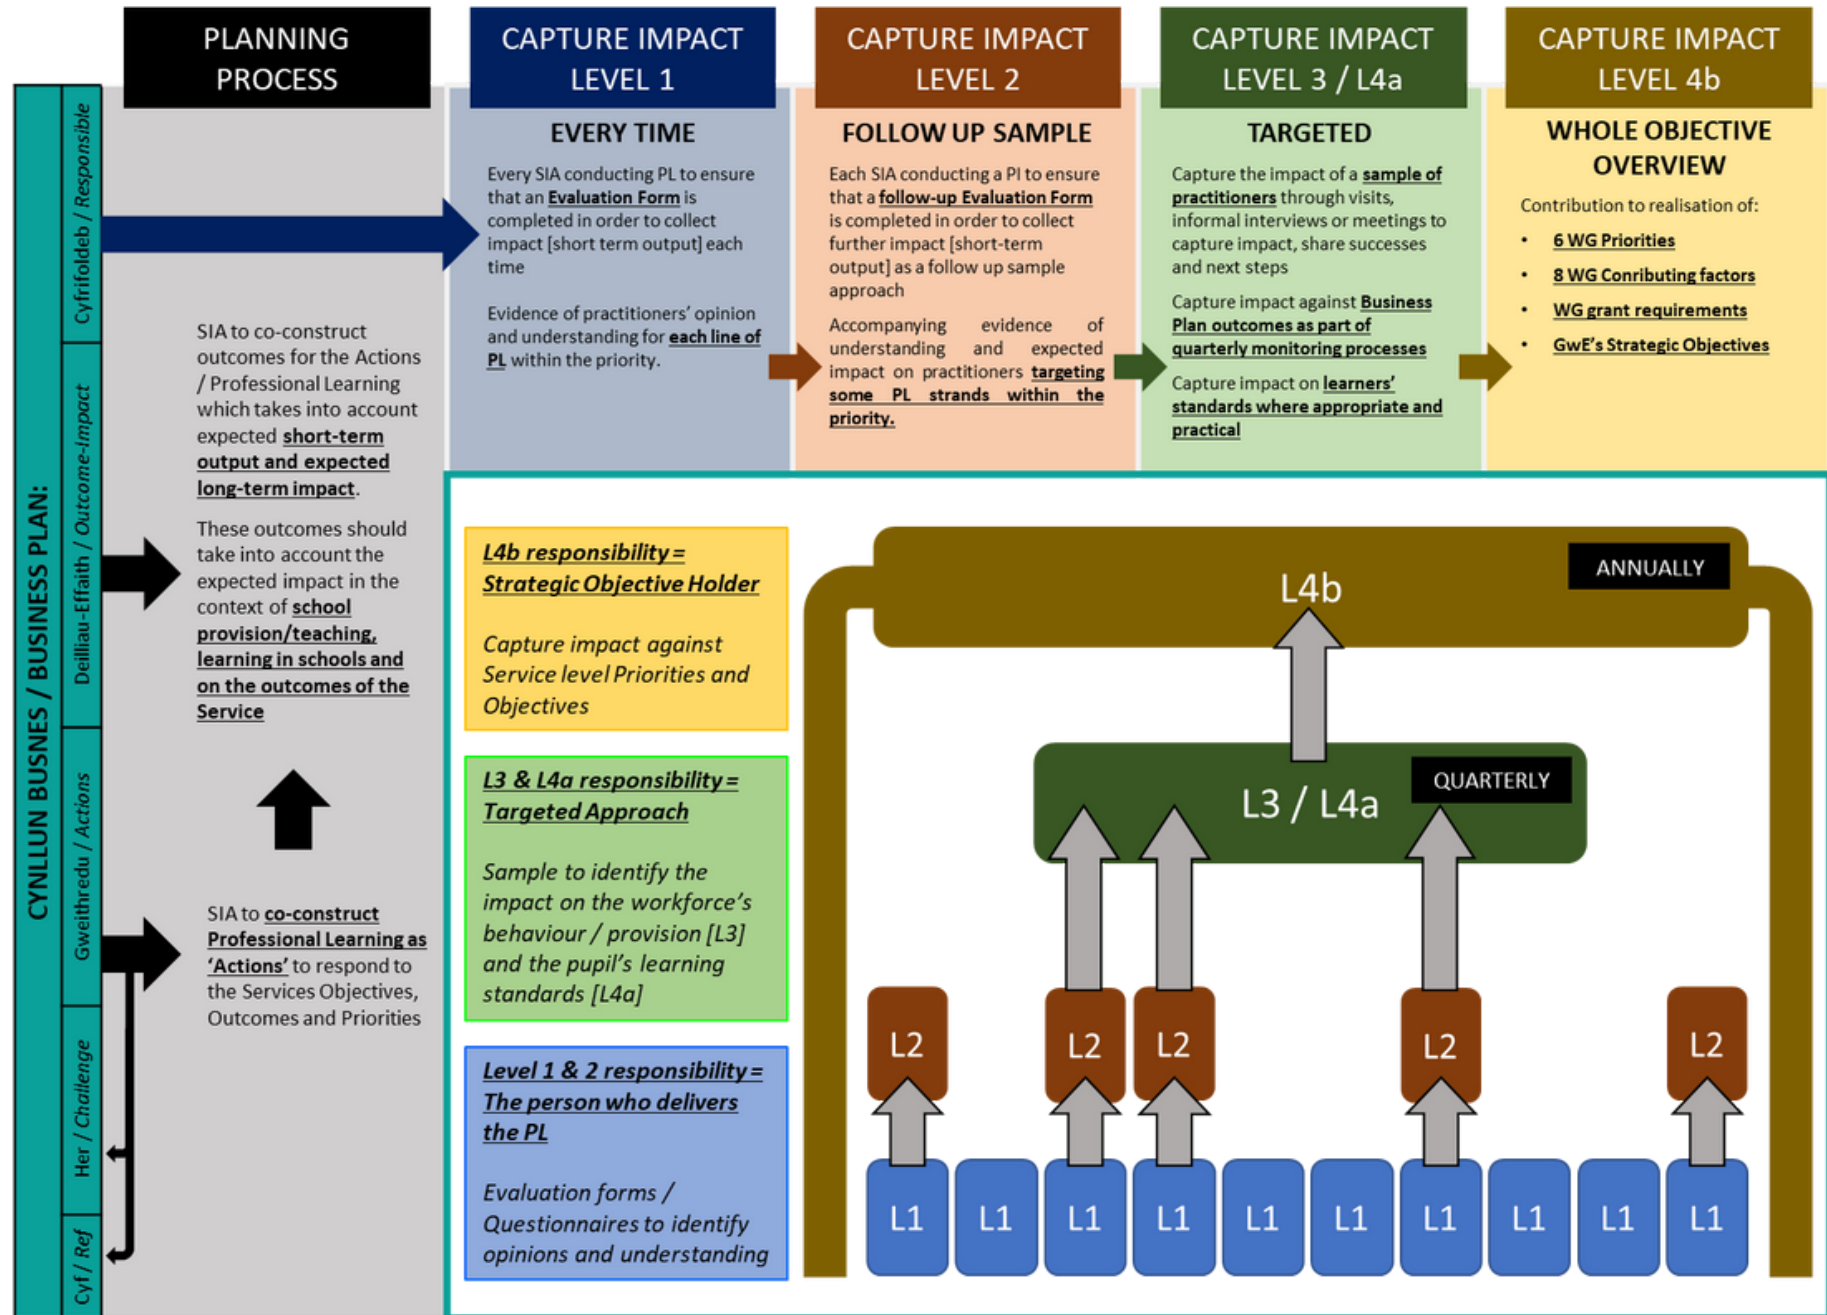 PLANNING
PROCESS
CAPTURE IMPACT
LEVEL 1
CAPTURE IMPACT
LEVEL 2
CAPTURE IMPACT
LEVEL 3 / L4a
CAPTURE IMPACT
LEVEL 4b
CYNLLUN BUSNES / BUSINESS PLAN:
Cyfrifoldeb / Responsible
Deilliau-Effaith / Outcome-Impact
Gweithredu / Actions
Her / Challenge
Cyf / Ref
SIA to co-construct
outcomes for the Actions
/ Professional Learning
which takes into account
expected short-term
output and expected
long-term impact.
These outcomes should
take into account the
expected impact in the
context of school
provision/teaching,
learning in schools and
on the outcomes of the
Service
SIA to co-construct
Professional Learning as
‘Actions’ to respond to
the Services Objectives,
Outcomes and Priorities
EVERY TIME
Every SIA conducting PL to ensure
that an Evaluation Form is
completed in order to collect
impact [short term output] each
time
Evidence of practitioners’ opinion
and understanding for each line of
PL within the priority.
FOLLOW UP SAMPLE
Each SIA conducting a PI to ensure
that a follow-up Evaluation Form
is completed in order to collect
further impact [short-term
output] as a follow up sample
approach
Accompanying evidence of
understanding and expected
impact on practitioners targeting
some PL strands within the
priority.
TARGETED
Capture the impact of a sample of
practitioners through visits,
informal interviews or meetings to
capture impact, share successes
and next steps
Capture impact against Business
Plan outcomes as part of
quarterly monitoring processes
Capture impact on learners’
standards where appropriate and
practical
WHOLE OBJECTIVE
OVERVIEW
Contribution to realisation of:
• 6 WG Priorities
• 8 WG Conributing factors
• WG grant requirements
• GwE’s Strategic Objectives
L4b responsibility =
Strategic Objective Holder
Capture impact against
Service level Priorities and
Objectives
L3 & L4a responsibility =
Targeted Approach
Sample to identify the
impact on the workforce’s
behaviour / provision [L3]
and the pupil’s learning
standards [L4a]
Level 1 & 2 responsibility =
The person who delivers
the PL
Evaluation forms /
Questionnaires to identify
opinions and understanding
ANNUALLY
L4b
QUARTERLY
L3 / L4a
L2 L2 L2 L2 L2
L1 L1 L1 L1 L1 L1 L1 L1 L1 L1